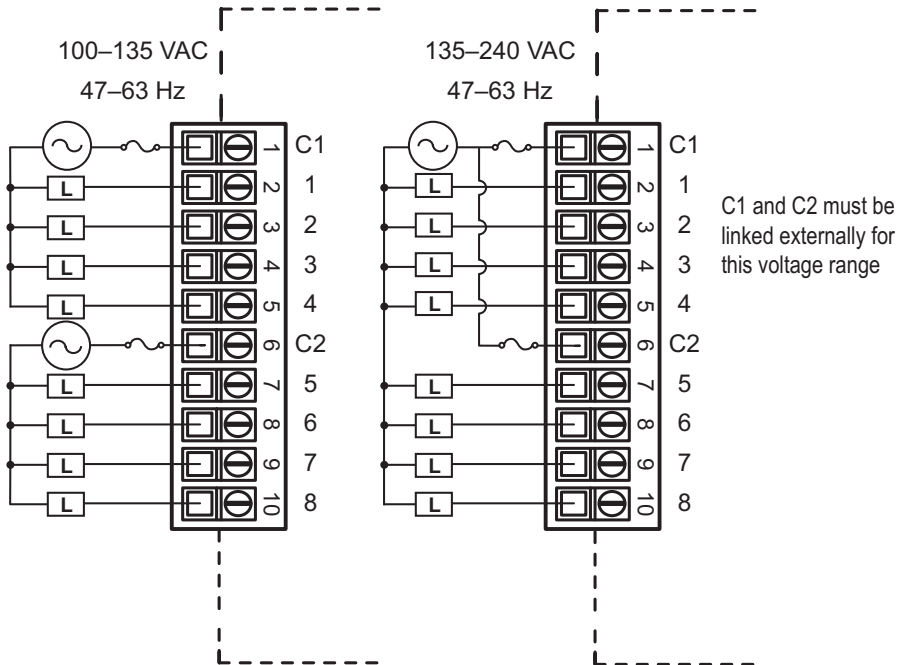 100–135 VAC
47–63 Hz
1 C1
L 2 1
L 3 2
L 4 3
L 5 4
6 C2
L 7 5
L 8 6
L 9 7
L 10 8
135–240 VAC
47–63 Hz
1 C1
L 2 1
L 3 2
L 4 3
L 5 4
6 C2
L 7 5
L 8 6
L 9 7
L 10 8
C1 and C2 must be
linked externally for
this voltage range